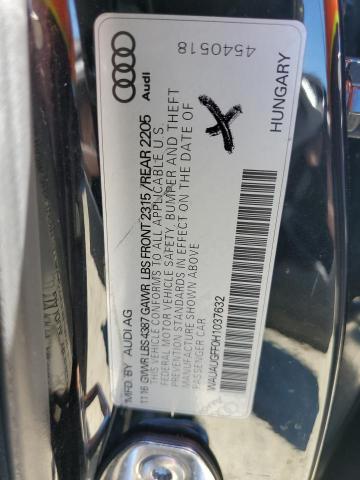 *MFD. BY AUDI AG
11 16 GVWR LBS 4387 GAWR LBS FRONT 2315 /REAR 2205
THIS VEHICLE CONFORMS TO ALL APPLICABLE U.S.
FEDERAL MOTOR VEHICLE SAFETY, BUMPER AND THEFT
PREVENTION STANDARDS IN EFFECT ON THE DATE OF
MANUFACTURE SHOWN ABOVE.
PASSENGER CAR
WAUAUGFF0H1037632
Audi
4540518
HUNGARY